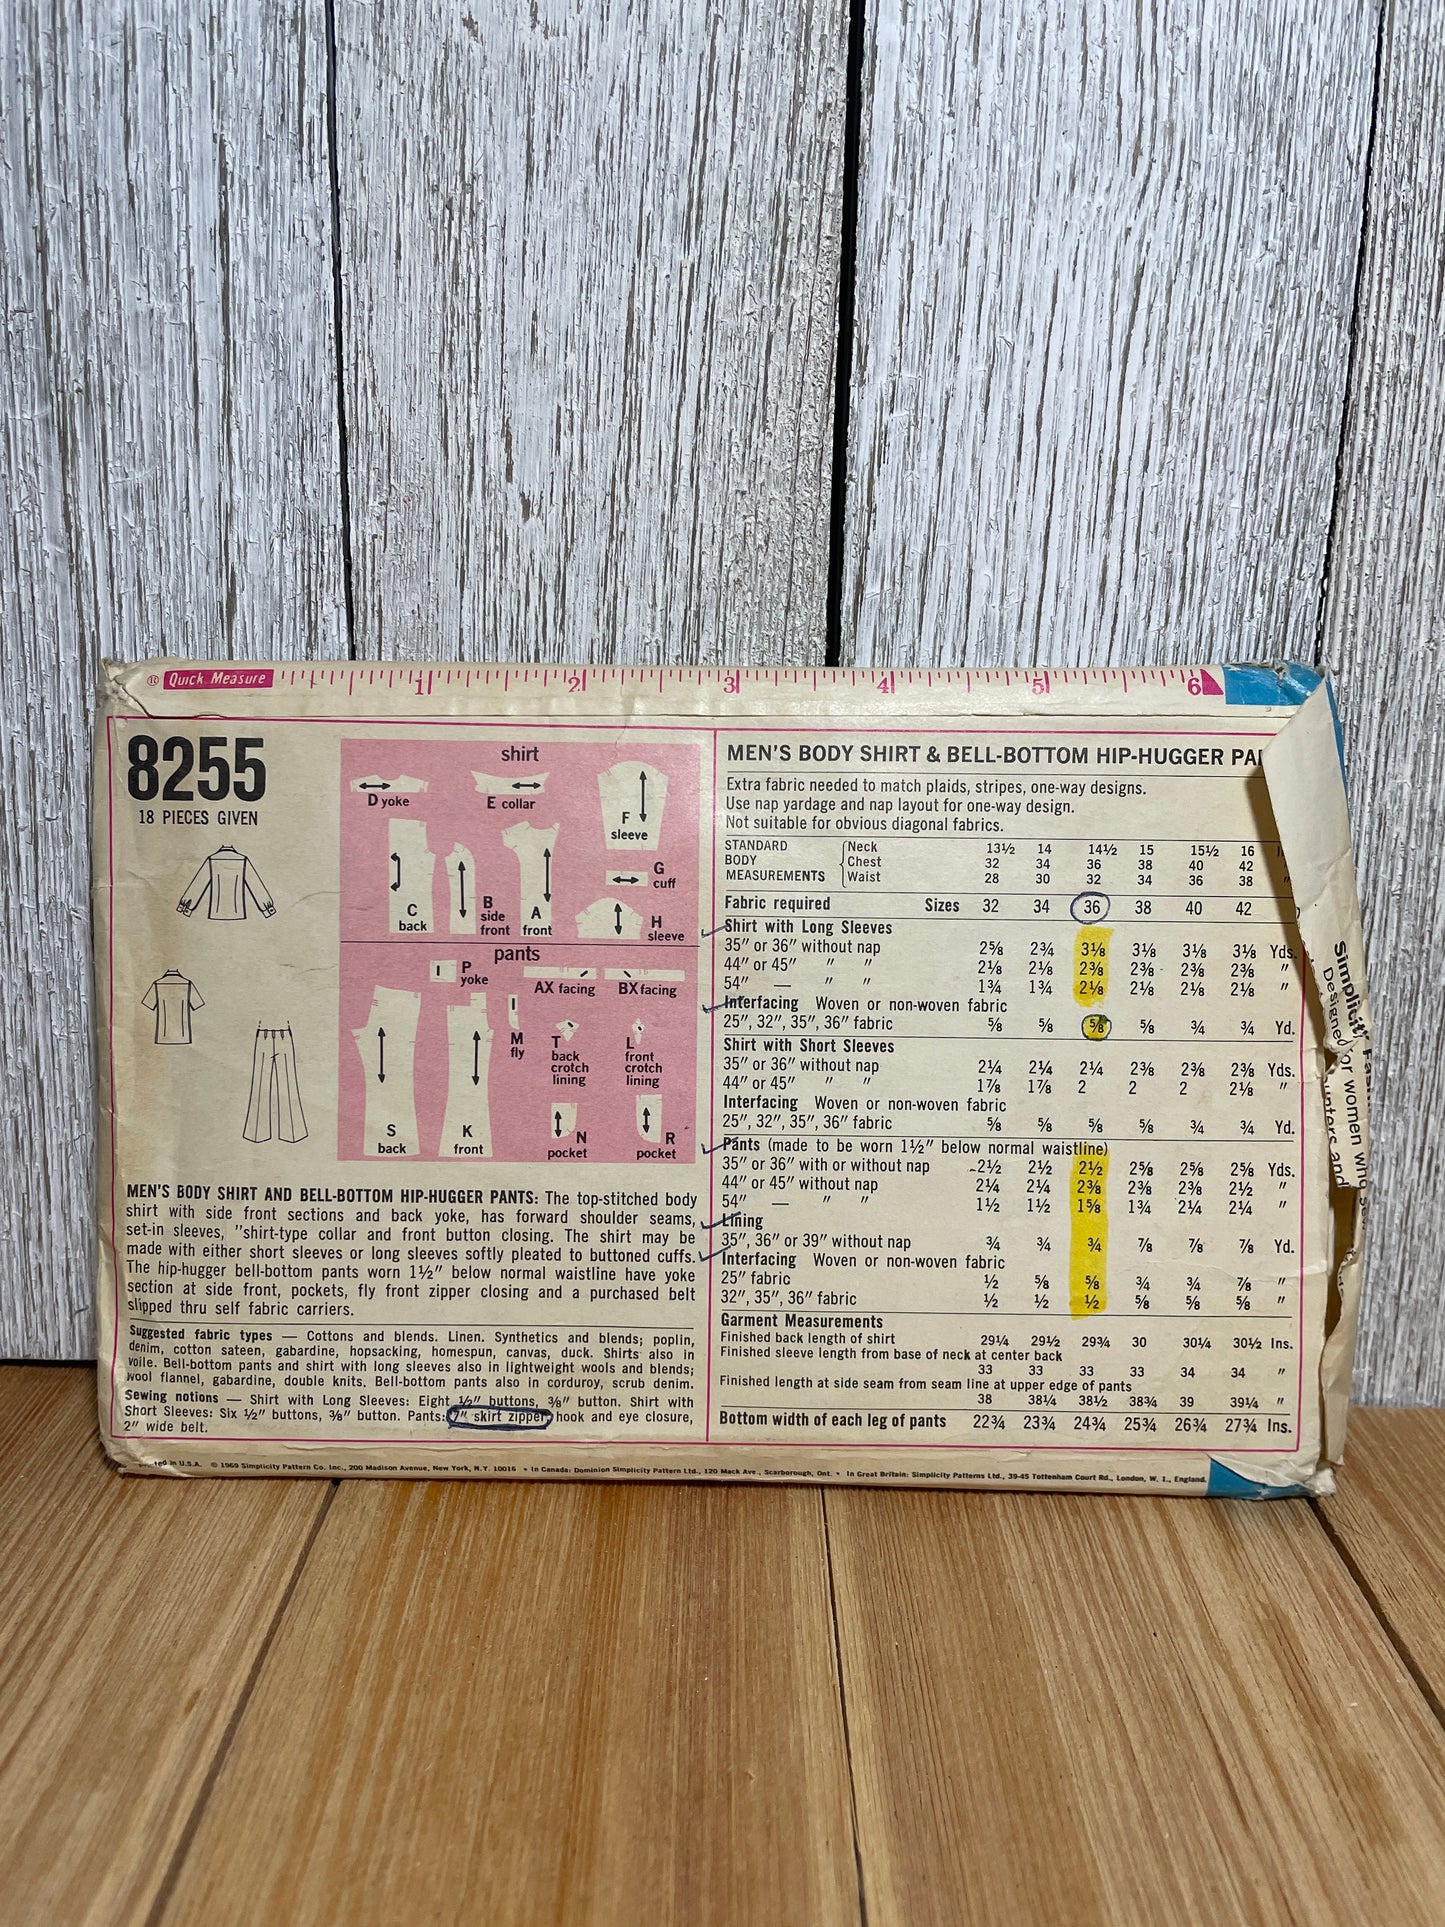 ® Quick Measure 1 2 3 4 5 6
8255
18 PIECES GIVEN
shirt
D yoke
E collar
F
sleeve
G
cuff
C
back
B
side
front
A
front
H
sleeve
pants
P
yoke
AX facing
BX facing
M
fly
T
back
crotch
lining
L
front
crotch
lining
S
back
K
front
N
pocket
R
pocket
MEN'S BODY SHIRT AND BELL-BOTTOM HIP-HUGGER PANTS: The top-stitched body
shirt with side front sections and back yoke, has forward shoulder seams,
set-in sleeves, "shirt-type collar and front button closing. The shirt may be
made with either short sleeves or long sleeves softly pleated to buttoned cuffs.
The hip-hugger bell-bottom pants worn 1½" below normal waistline have yoke
section at side front, pockets, fly front zipper closing and a purchased belt
slipped thru self fabric carriers.
Suggested fabric types — Cottons and blends. Linen. Synthetics and blends; poplin,
denim, cotton sateen, gabardine, hopsacking, homespun, canvas, duck. Shirts also in
voile. Bell-bottom pants and shirt with long sleeves also in lightweight wools and blends;
wool flannel, gabardine, double knits. Bell-bottom pants also in corduroy, scrub denim.
Sewing notions — Shirt with Long Sleeves: Eight ½" buttons, ⅜" button. Shirt with
Short Sleeves: Six ½" buttons, ⅜" button. Pants: 7" skirt zipper, hook and eye closure,
2" wide belt.
MEN'S BODY SHIRT & BELL-BOTTOM HIP-HUGGER
Extra fabric needed to match plaids, stripes, one-way designs.
Use nap yardage and nap layout for one-way design.
Not suitable for obvious diagonal fabrics.
STANDARD Neck 13½ 14 14½ 15 15½ 16
BODY Chest 32 34 36 38 40 42 "
MEASUREMENTS Waist 28 30 32 34 36 38 "
Fabric required Sizes 32 34 36 38 40 42
Shirt with Long Sleeves
35" or 36" without nap 2⅝ 2¾ 3⅛ 3⅛ 3⅛ 3⅛ Yds.
44" or 45" " " 2⅛ 2⅛ 2⅜ 2⅜ 2⅜ 2⅜ "
54" — " " 1¾ 1¾ 2⅛ 2⅛ 2⅛ 2⅛ "
Interfacing Woven or non-woven fabric
25", 32", 35", 36" fabric ⅝ ⅝ ⅝ ⅝ ¾ ¾ Yd.
Shirt with Short Sleeves
35" or 36" without nap 2¼ 2¼ 2¼ 2⅜ 2⅜ 2⅜ Yds.
44" or 45" " " 1⅞ 1⅞ 2 2 2 2⅛ "
Interfacing Woven or non-woven fabric
25", 32", 35", 36" fabric ⅝ ⅝ ⅝ ⅝ ¾ ¾ Yd.
Pants (made to be worn 1½" below normal waistline)
35" or 36" with or without nap 2½ 2½ 2½ 2⅝ 2⅝ 2⅝ Yds.
44" or 45" without nap 2¼ 2¼ 2⅜ 2⅜ 2⅜ 2½ "
54" — " " 1½ 1½ 1⅝ 1¾ 2¼ 2¼ "
Lining
35", 36" or 39" without nap ¾ ¾ ¾ ⅞ ⅞ ⅞ Yd.
Interfacing Woven or non-woven fabric
25" fabric ½ ⅝ ⅝ ¾ ¾ ⅞ "
32", 35", 36" fabric ½ ½ ½ ⅝ ⅝ ⅝ "
Garment Measurements
Finished back length of shirt 29¼ 29½ 29¾ 30 30¼ 30½ Ins.
Finished sleeve length from base of neck at center back
33 33 33 33 34 34 "
Finished length at side seam from seam line at upper edge of pants
38 38¼ 38½ 38¾ 39 39¼ "
Bottom width of each leg of pants 22¾ 23¾ 24¾ 25¾ 26¾ 27¾ Ins.
Simplicity
Designed for women who
and
Printed in U.S.A. © 1969 Simplicity Pattern Co. Inc., 200 Madison Avenue, New York, N.Y. 10016 • In Canada: Dominion Simplicity Pattern Ltd., 120 Mack Ave., Scarborough, Ont. • In Great Britain: Simplicity Patterns Ltd., 39-45 Tottenham Court Rd., London, W. 1., England.